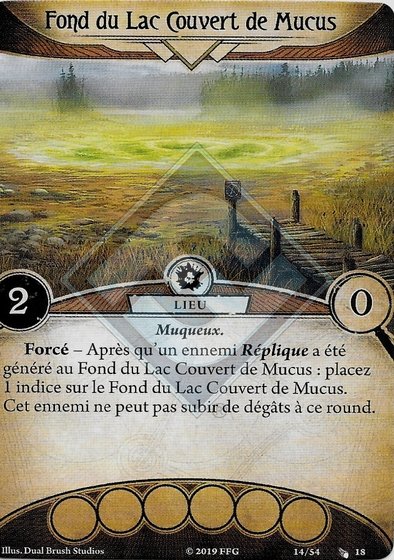 Fond du Lac Couvert de Mucus
2
0
LIEU
Muqueux.
Forcé – Après qu'un ennemi Réplique a été
généré au Fond du Lac Couvert de Mucus : placez
1 indice sur le Fond du Lac Couvert de Mucus.
Cet ennemi ne peut pas subir de dégâts à ce round.
Illus. Dual Brush Studios
© 2019 FFG
14/54
18